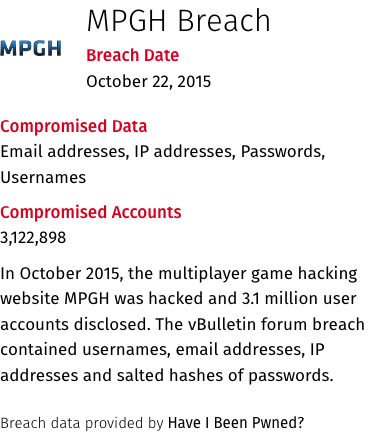 MPGH Breach
MPGH
Breach Date
October 22, 2015
Compromised Data
Email addresses, IP addresses, Passwords,
Usernames
Compromised Accounts
3,122,898
In October 2015, the multiplayer game hacking
website MPGH was hacked and 3.1 million user
accounts disclosed. The vBulletin forum breach
contained usernames, email addresses, IP
addresses and salted hashes of passwords.
Breach data provided by Have I Been Pwned?